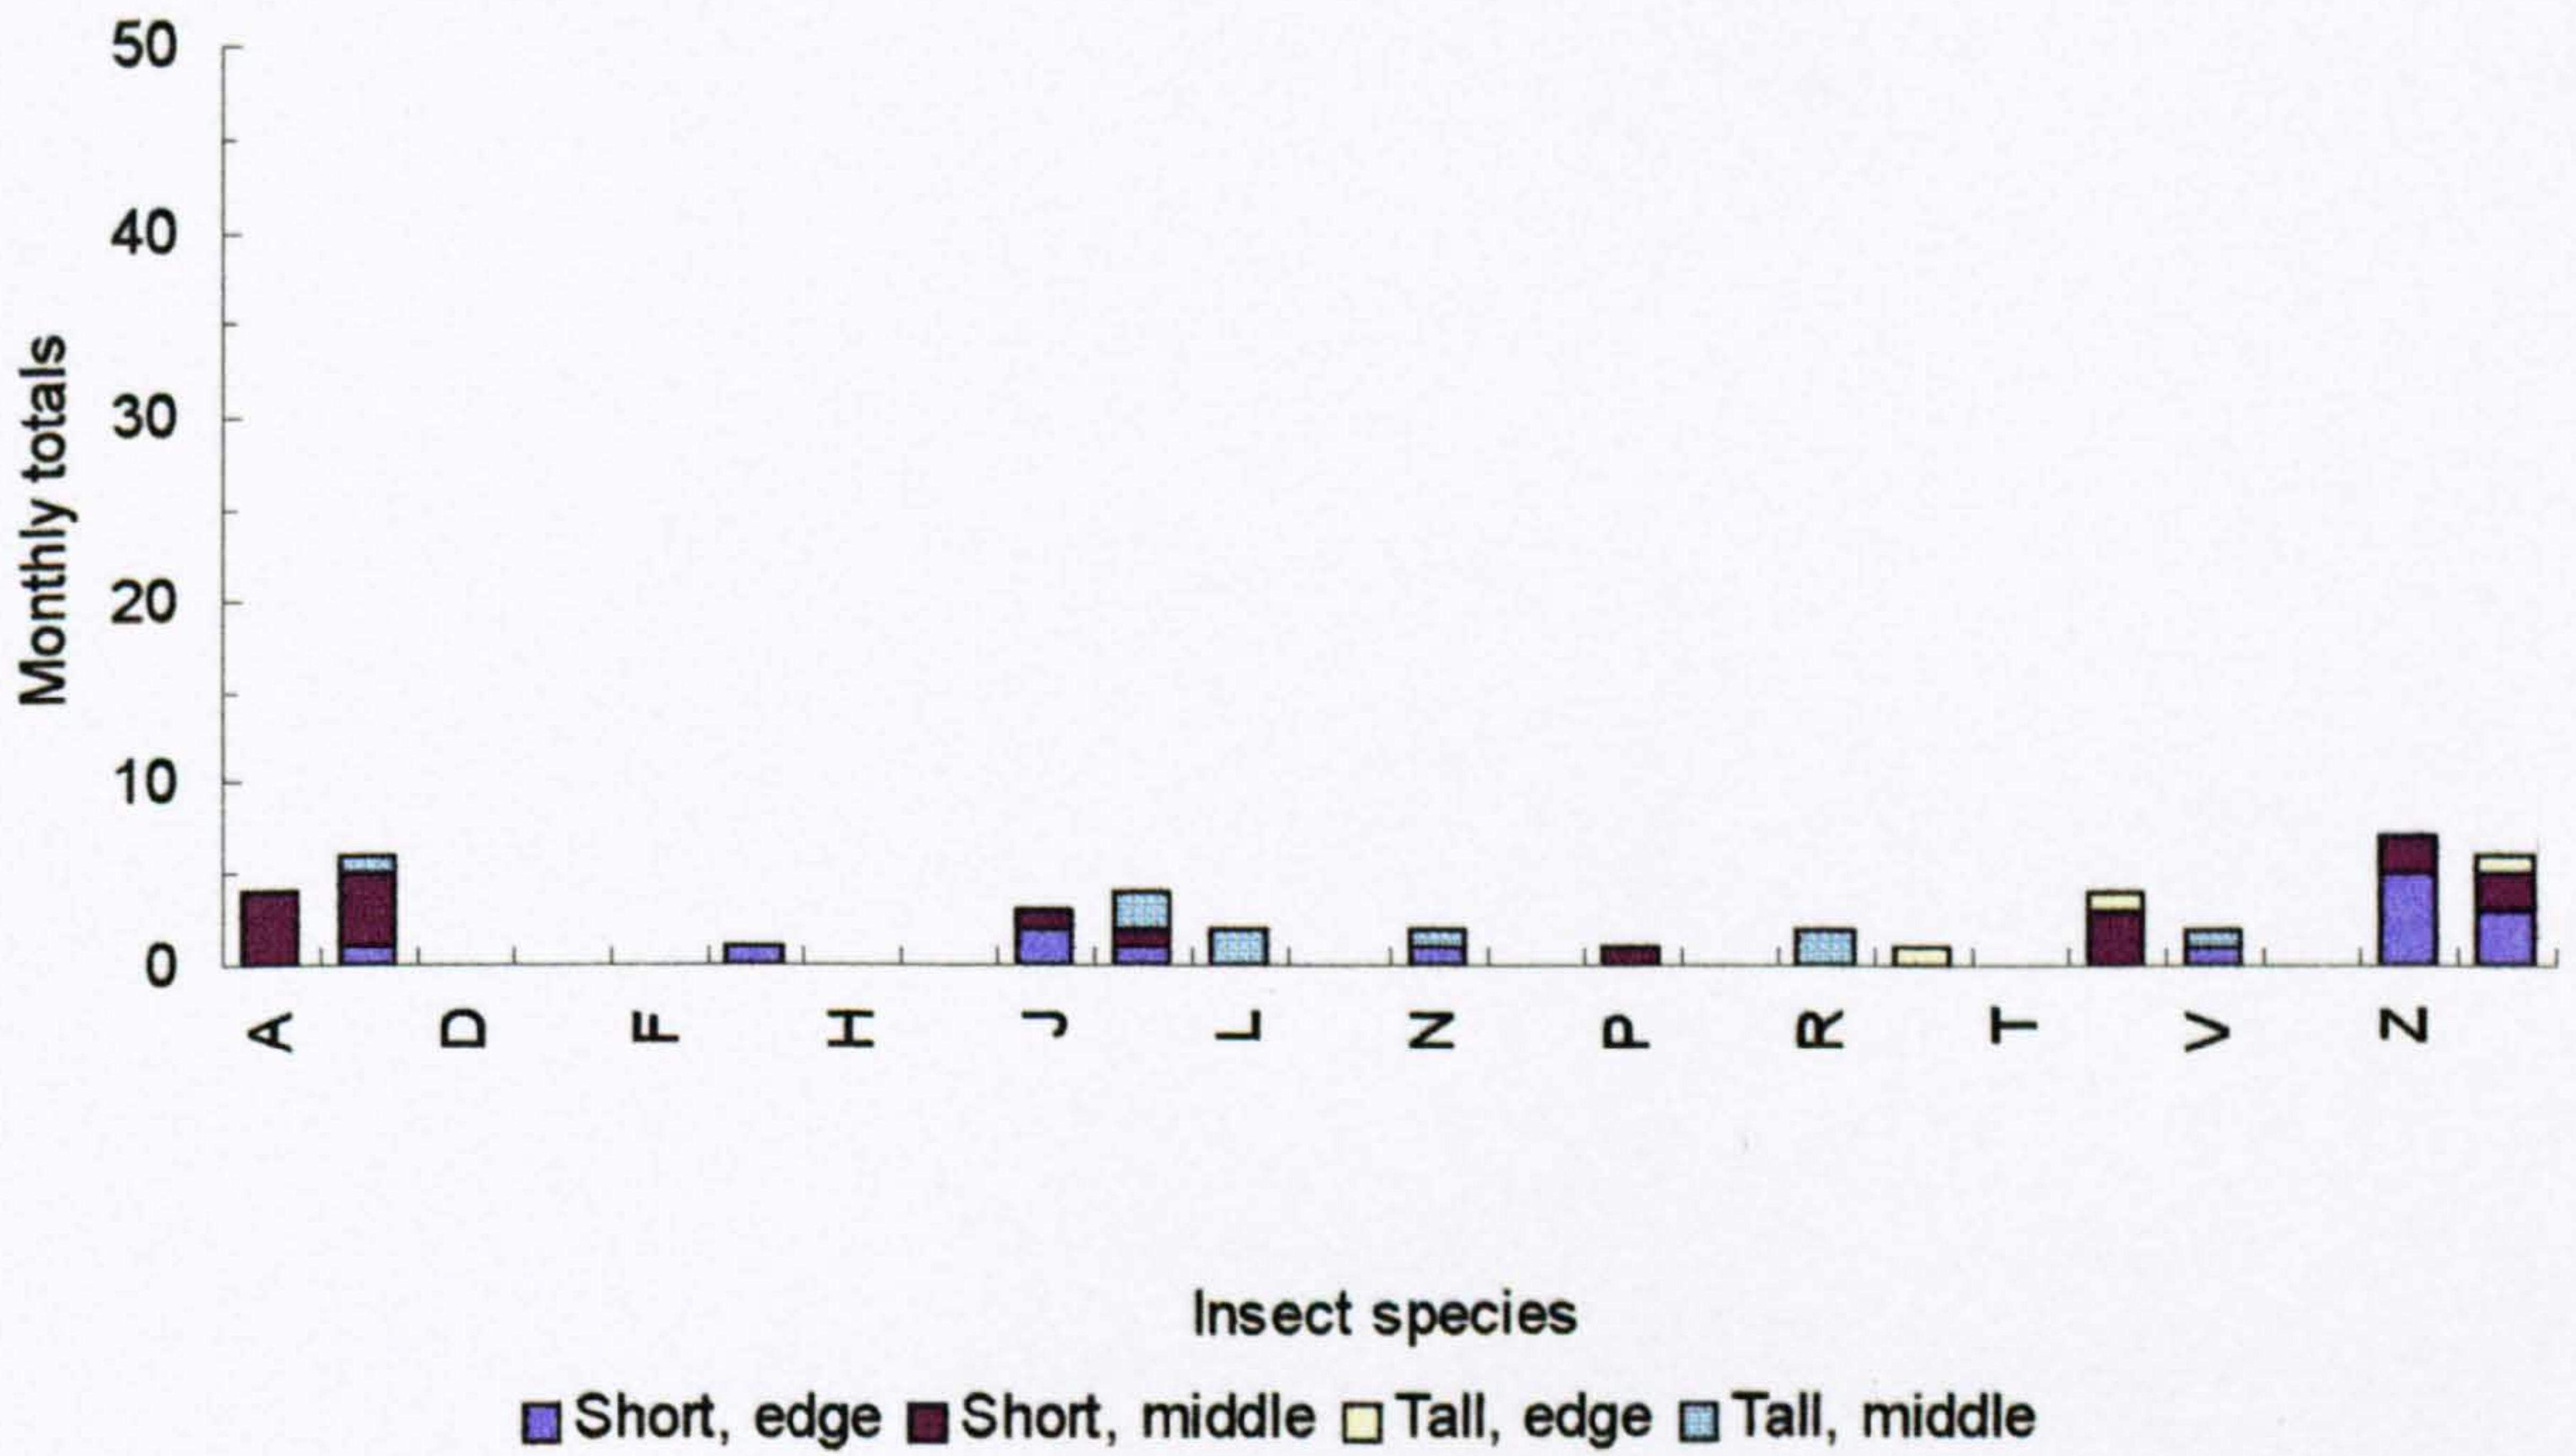 Monthly totals
50
40
30
20
10
0
A D F H J L N P R T V Z
Insect species
Short, edge Short, middle Tall, edge Tall, middle